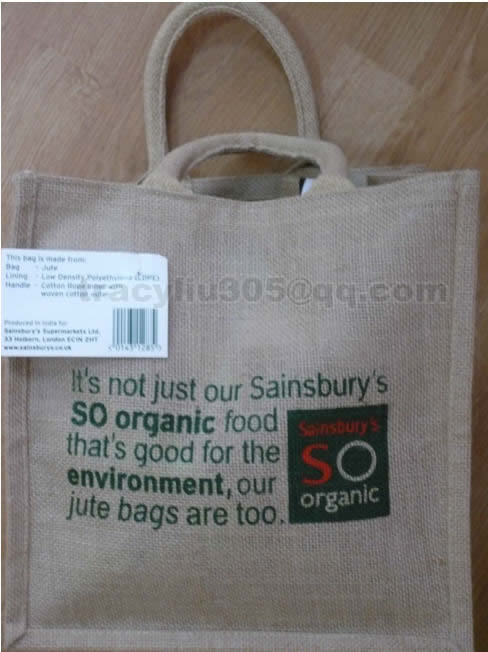 This bag is made from:
Bag - Jute
Lining - Low Density Polyethylene (LDPE)
Handle - Cotton Rope inner with
woven cotton outer
Produced in India for
Sainsbury's Supermarkets Ltd.
33 Holborn, London EC1N 2HT
www.sainsburys.co.uk
tracyhu305@qq.com
It's not just our Sainsbury's
SO organic food
that's good for the
environment, our
jute bags are too.
Sainsbury's
SO
organic